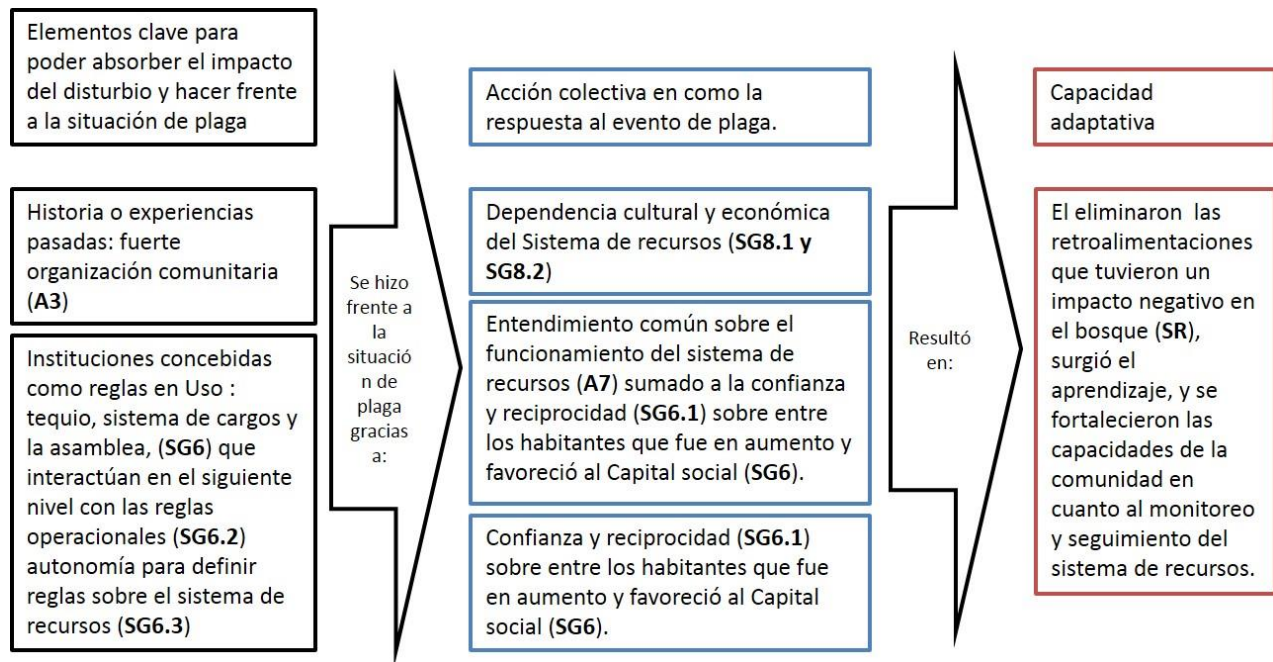 Elementos clave para
poder absorber el impacto
del disturbio y hacer frente
a la situación de plaga
Historia o experiencias
pasadas: fuerte
organización comunitaria
(A3)
Instituciones concebidas
como reglas en Uso :
tequio, sistema de cargos y
la asamblea, (SG6) que
interactúan en el siguiente
nivel con las reglas
operacionales (SG6.2)
autonomía para definir
reglas sobre el sistema de
recursos (SG6.3)
Se hizo
frente a
la
situació
n de
plaga
gracias
a:
Acción colectiva en como la
respuesta al evento de plaga.
Dependencia cultural y económica
del Sistema de recursos (SG8.1 y
SG8.2)
Entendimiento común sobre el
funcionamiento del sistema de
recursos (A7) sumado a la confianza
y reciprocidad (SG6.1) sobre entre
los habitantes que fue en aumento y
favoreció al Capital social (SG6).
Confianza y reciprocidad (SG6.1)
sobre entre los habitantes que fue
en aumento y favoreció al Capital
social (SG6).
Resultó
en:
Capacidad
adaptativa
El eliminaron  las
retroalimentaciones
que tuvieron un
impacto negativo en
el bosque (SR),
surgió el
aprendizaje, y se
fortalecieron las
capacidades de la
comunidad en
cuanto al monitoreo
y seguimiento del
sistema de recursos.